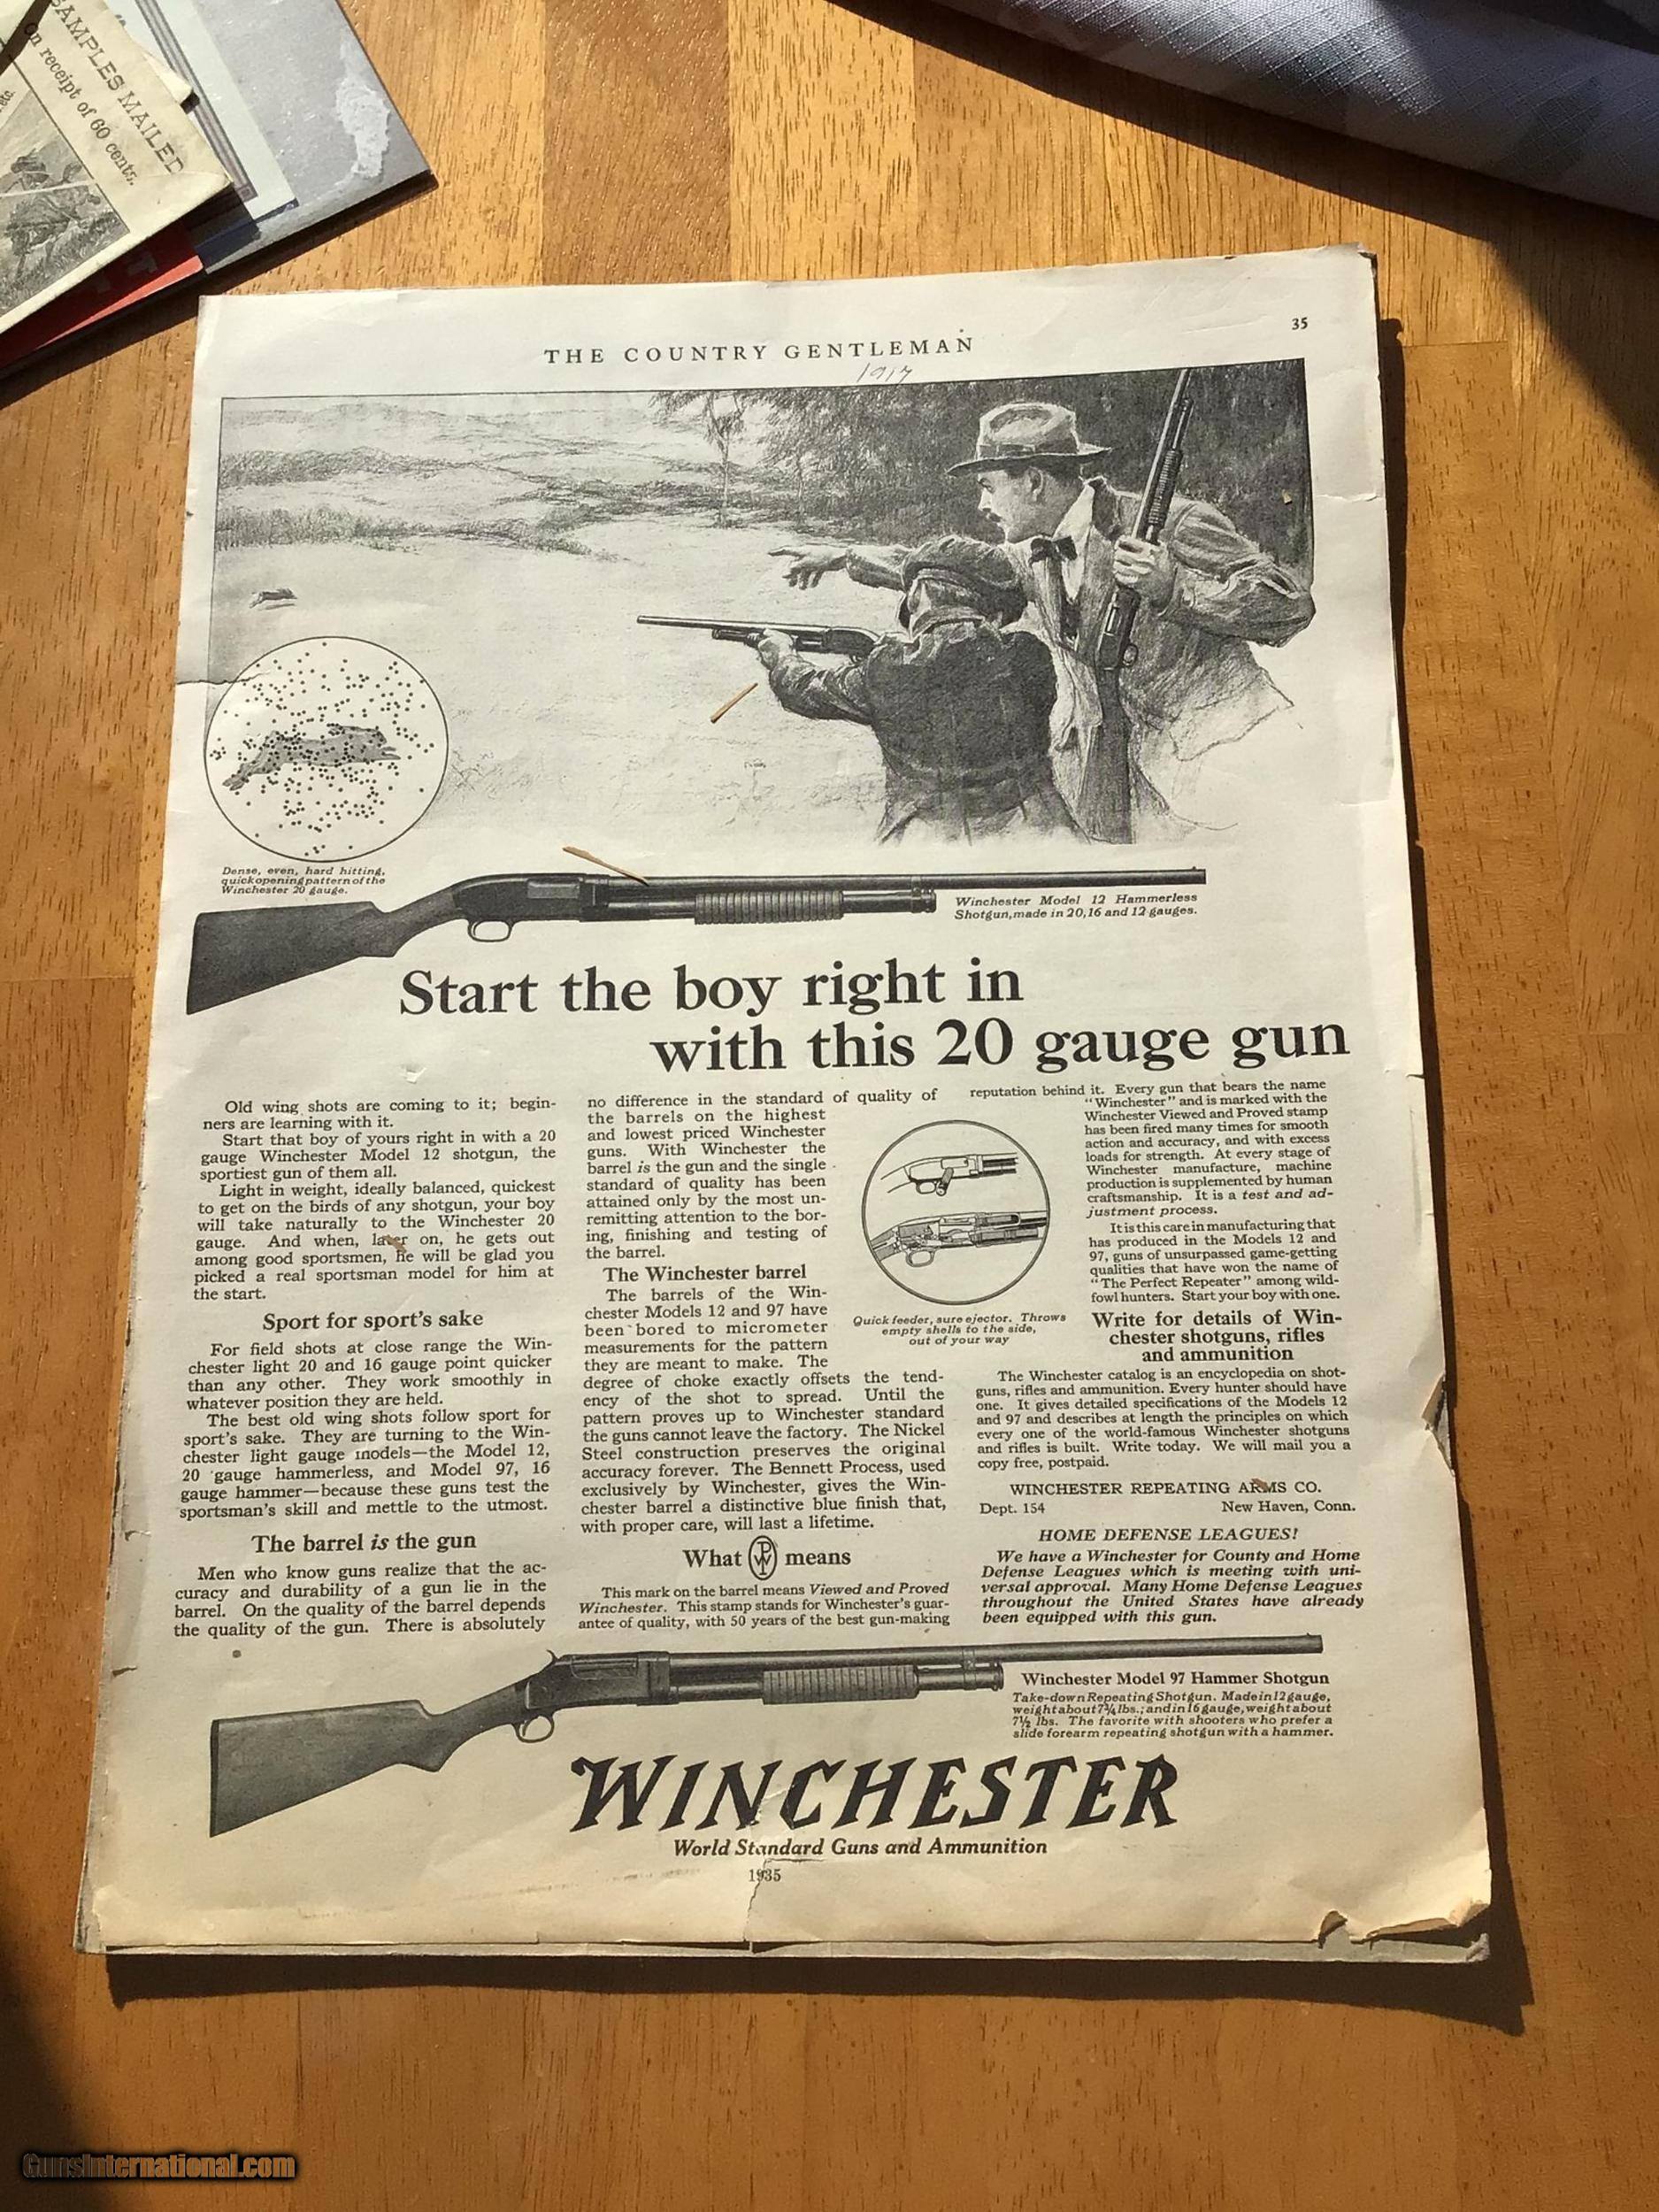 SAMPLES MAILED
On receipt of 60 cents.
etc.
35
THE COUNTRY GENTLEMAN
1917
Dense, even, hard hitting,
quick opening pattern of the
Winchester 20 gauge.
Winchester Model 12 Hammerless
Shotgun, made in 20, 16 and 12 gauges.
Start the boy right in
with this 20 gauge gun
Old wing shots are coming to it; begin-
ners are learning with it.
Start that boy of yours right in with a 20
gauge Winchester Model 12 shotgun, the
sportiest gun of them all.
Light in weight, ideally balanced, quickest
to get on the birds of any shotgun, your boy
will take naturally to the Winchester 20
gauge. And when, later on, he gets out
among good sportsmen, he will be glad you
picked a real sportsman model for him at
the start.
Sport for sport's sake
For field shots at close range the Win-
chester light 20 and 16 gauge point quicker
than any other. They work smoothly in
whatever position they are held.
The best old wing shots follow sport for
sport's sake. They are turning to the Win-
chester light gauge models—the Model 12,
20 gauge hammerless, and Model 97, 16
gauge hammer—because these guns test the
sportsman's skill and mettle to the utmost.
The barrel is the gun
Men who know guns realize that the ac-
curacy and durability of a gun lie in the
barrel. On the quality of the barrel depends
the quality of the gun. There is absolutely
no difference in the standard of quality of
the barrels on the highest
and lowest priced Winchester
guns. With Winchester the
barrel is the gun and the single
standard of quality has been
attained only by the most un-
remitting attention to the bor-
ing, finishing and testing of
the barrel.
The Winchester barrel
The barrels of the Win-
chester Models 12 and 97 have
been bored to micrometer
measurements for the pattern
they are meant to make. The
degree of choke exactly offsets the tend-
ency of the shot to spread. Until the
pattern proves up to Winchester standard
the guns cannot leave the factory. The Nickel
Steel construction preserves the original
accuracy forever. The Bennett Process, used
exclusively by Winchester, gives the Win-
chester barrel a distinctive blue finish that,
with proper care, will last a lifetime.
What WP means
This mark on the barrel means Viewed and Proved
Winchester. This stamp stands for Winchester's guar-
antee of quality, with 50 years of the best gun-making
Quick feeder, sure ejector. Throws
empty shells to the side,
out of your way
reputation behind it. Every gun that bears the name
"Winchester" and is marked with the
Winchester Viewed and Proved stamp
has been fired many times for smooth
action and accuracy, and with excess
loads for strength. At every stage of
Winchester manufacture, machine
production is supplemented by human
craftsmanship. It is a test and ad-
justment process.
It is this care in manufacturing that
has produced in the Models 12 and
97, guns of unsurpassed game-getting
qualities that have won the name of
"The Perfect Repeater" among wild-
fowl hunters. Start your boy with one.
Write for details of Win-
chester shotguns, rifles
and ammunition
The Winchester catalog is an encyclopedia on shot-
guns, rifles and ammunition. Every hunter should have
one. It gives detailed specifications of the Models 12
and 97 and describes at length the principles on which
every one of the world-famous Winchester shotguns
and rifles is built. Write today. We will mail you a
copy free, postpaid.
WINCHESTER REPEATING ARMS CO.
Dept. 154 New Haven, Conn.
HOME DEFENSE LEAGUES!
We have a Winchester for County and Home
Defense Leagues which is meeting with uni-
versal approval. Many Home Defense Leagues
throughout the United States have already
been equipped with this gun.
Winchester Model 97 Hammer Shotgun
Take-down Repeating Shotgun. Made in 12 gauge,
weight about 7¾ lbs.; and in 16 gauge, weight about
7½ lbs. The favorite with shooters who prefer a
slide forearm repeating shotgun with a hammer.
WINCHESTER
World Standard Guns and Ammunition
1935
GunsInternational.com